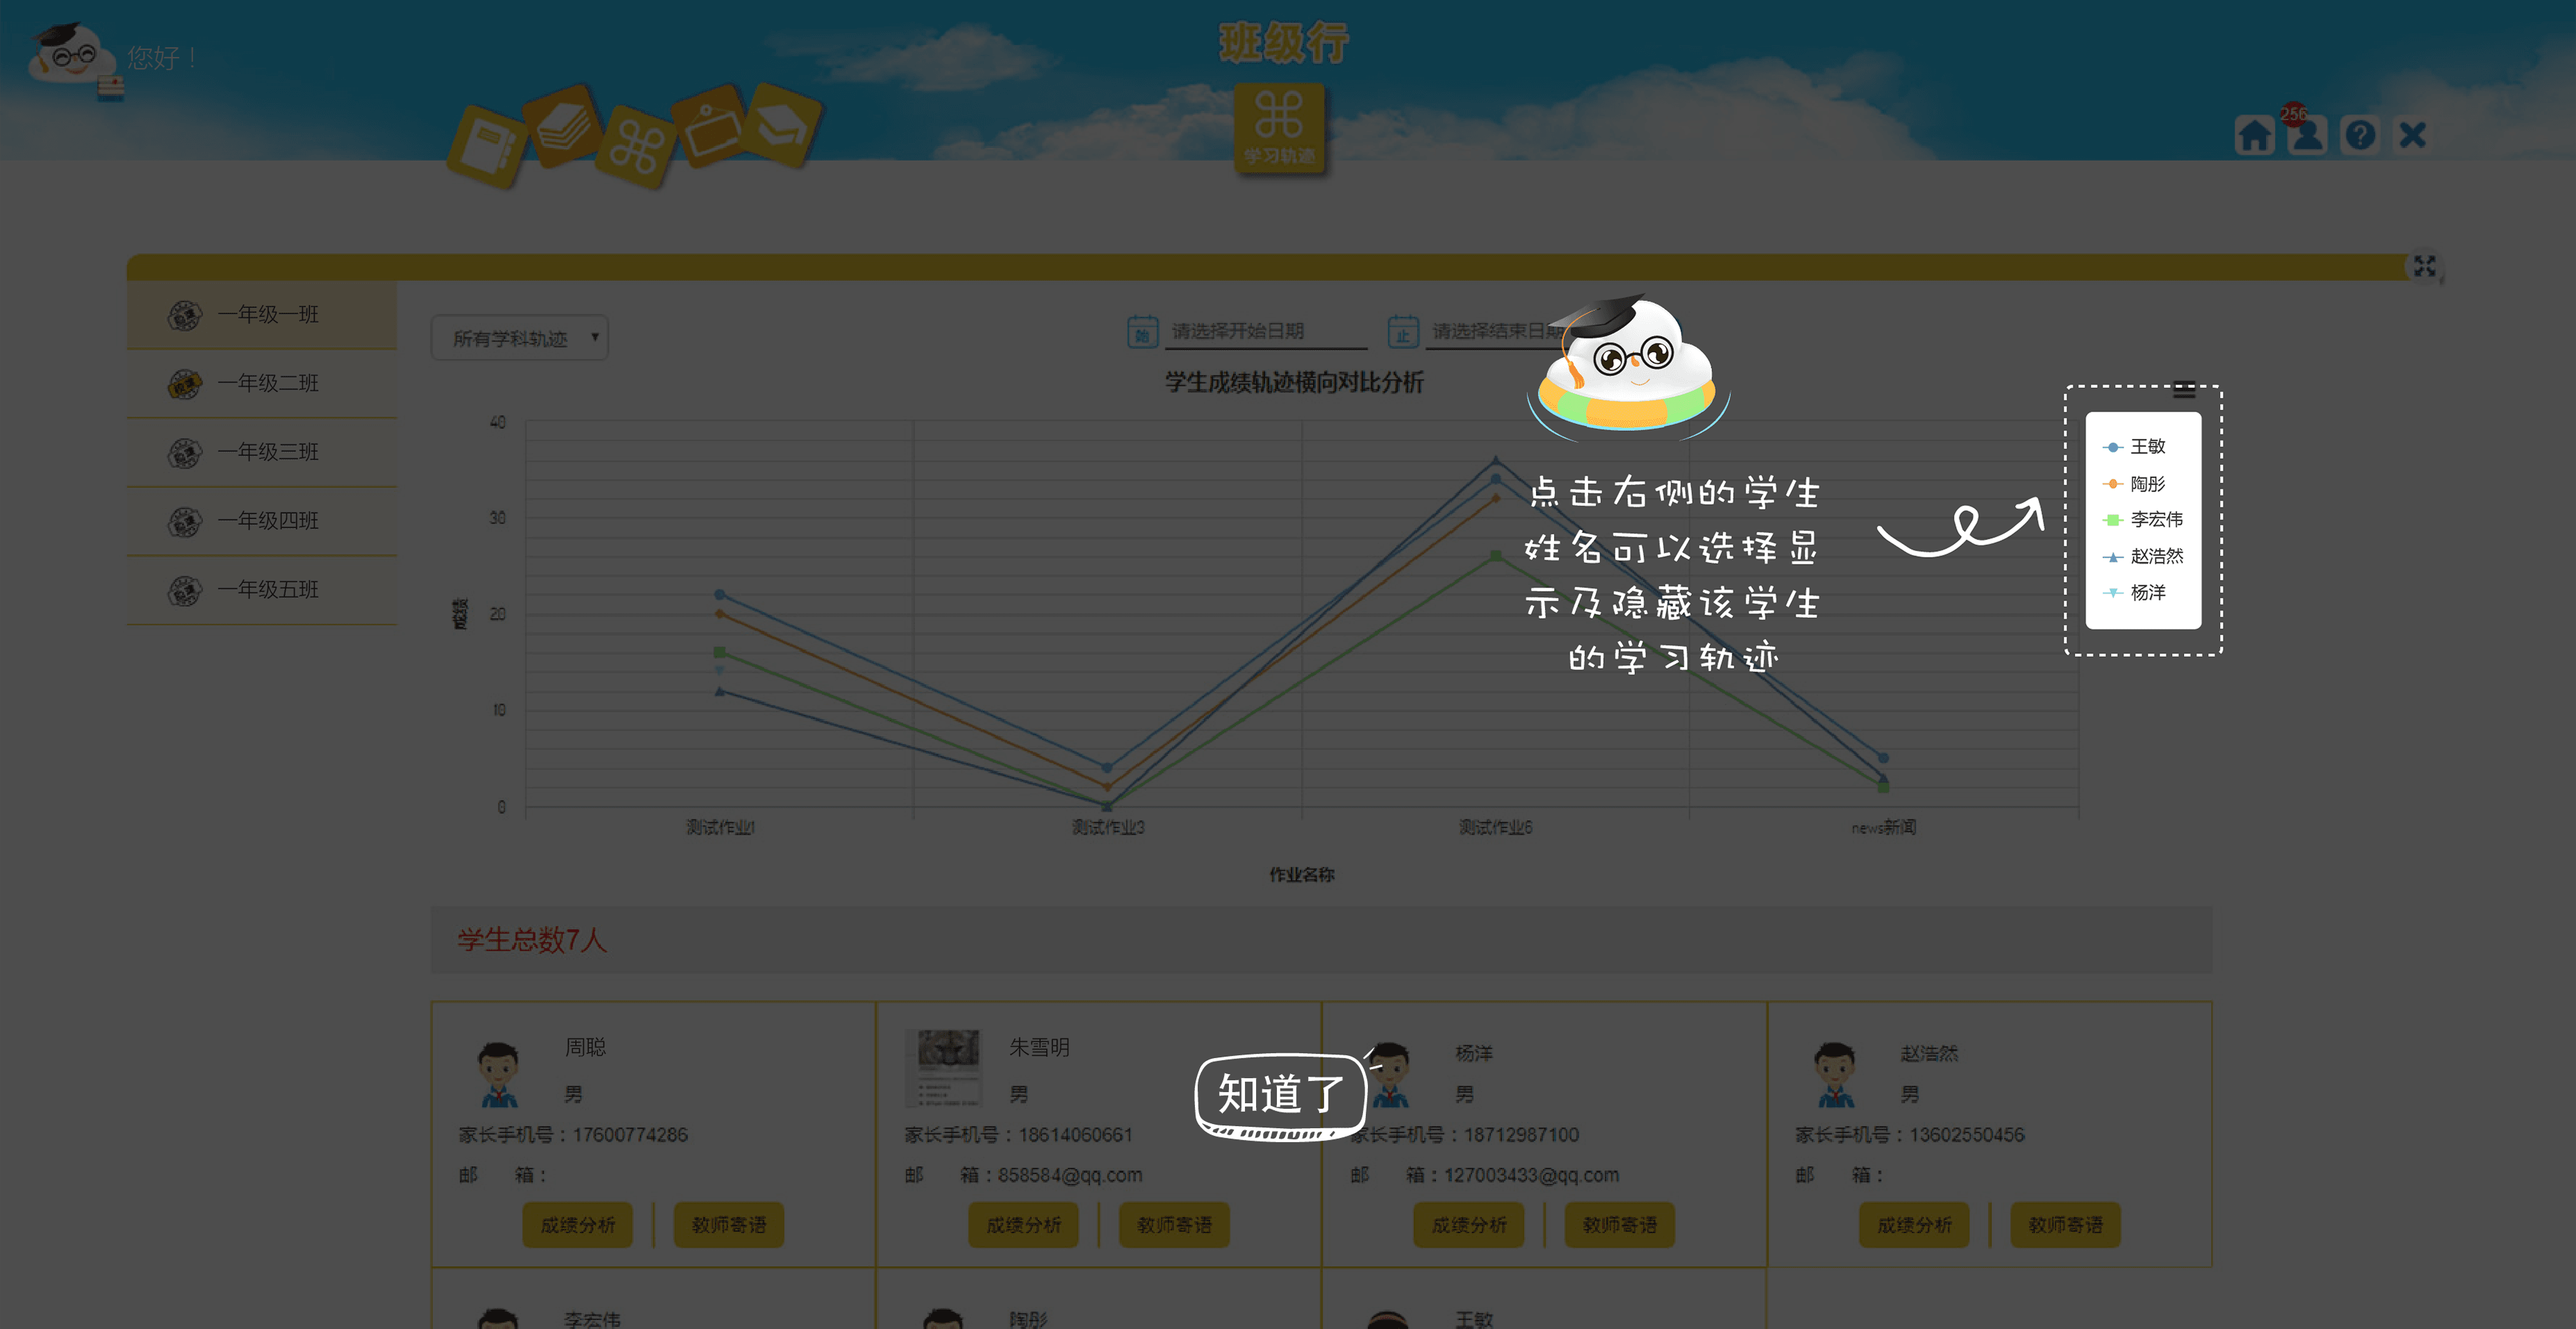 您好！
班级行
学习轨迹
256
一年级一班
一年级二班
一年级三班
一年级四班
一年级五班
所有学科轨迹
始 请选择开始日期
止 请选择结束日期
学生成绩轨迹横向对比分析
40
30
20
10
0
成绩
测试作业1
测试作业3
测试作业6
news新闻
作业名称
王敏
陶彤
李宏伟
赵浩然
杨洋
点击右侧的学生
姓名可以选择显
示及隐藏该学生
的学习轨迹
学生总数7人
周聪
男
家长手机号：17600774286
邮 箱：
成绩分析
教师寄语
朱雪明
男
家长手机号：18614060661
邮 箱：858584@qq.com
成绩分析
教师寄语
杨洋
男
家长手机号：18712987100
邮 箱：127003433@qq.com
成绩分析
教师寄语
赵浩然
男
家长手机号：13602550456
邮 箱：
成绩分析
教师寄语
知道了
李宏伟
陶彤
王敏